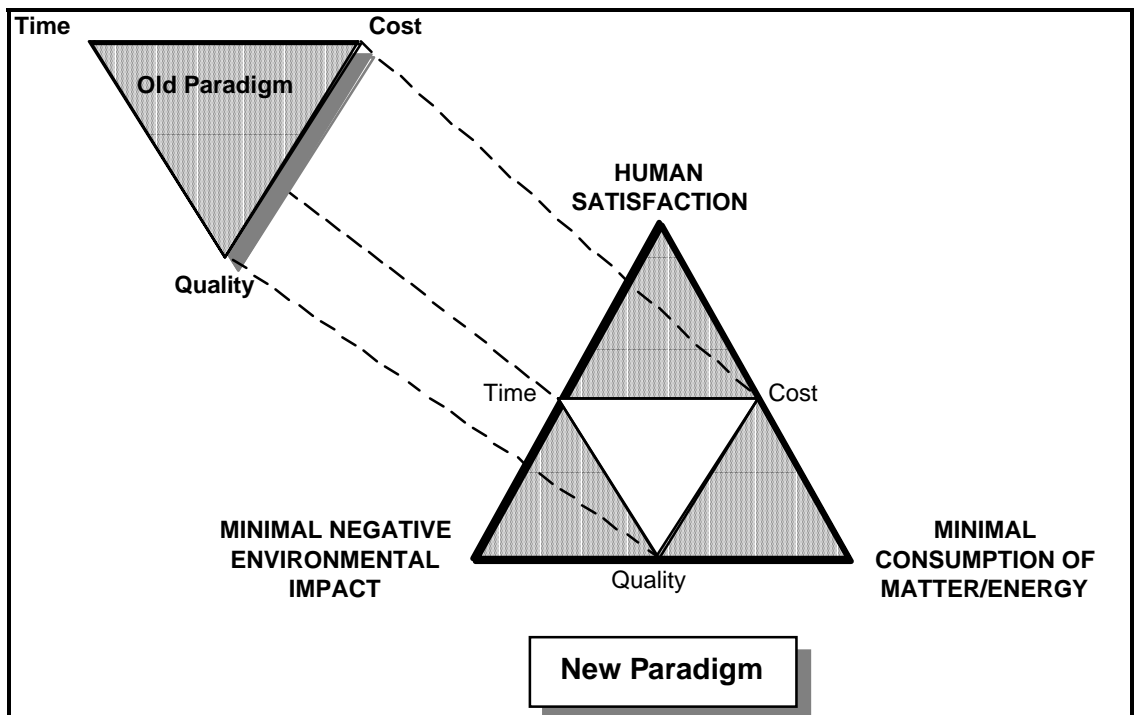 Time
Cost
Old Paradigm
Quality
HUMAN
SATISFACTION
Time
Cost
MINIMAL NEGATIVE
ENVIRONMENTAL
IMPACT
Quality
MINIMAL
CONSUMPTION OF
MATTER/ENERGY
New Paradigm